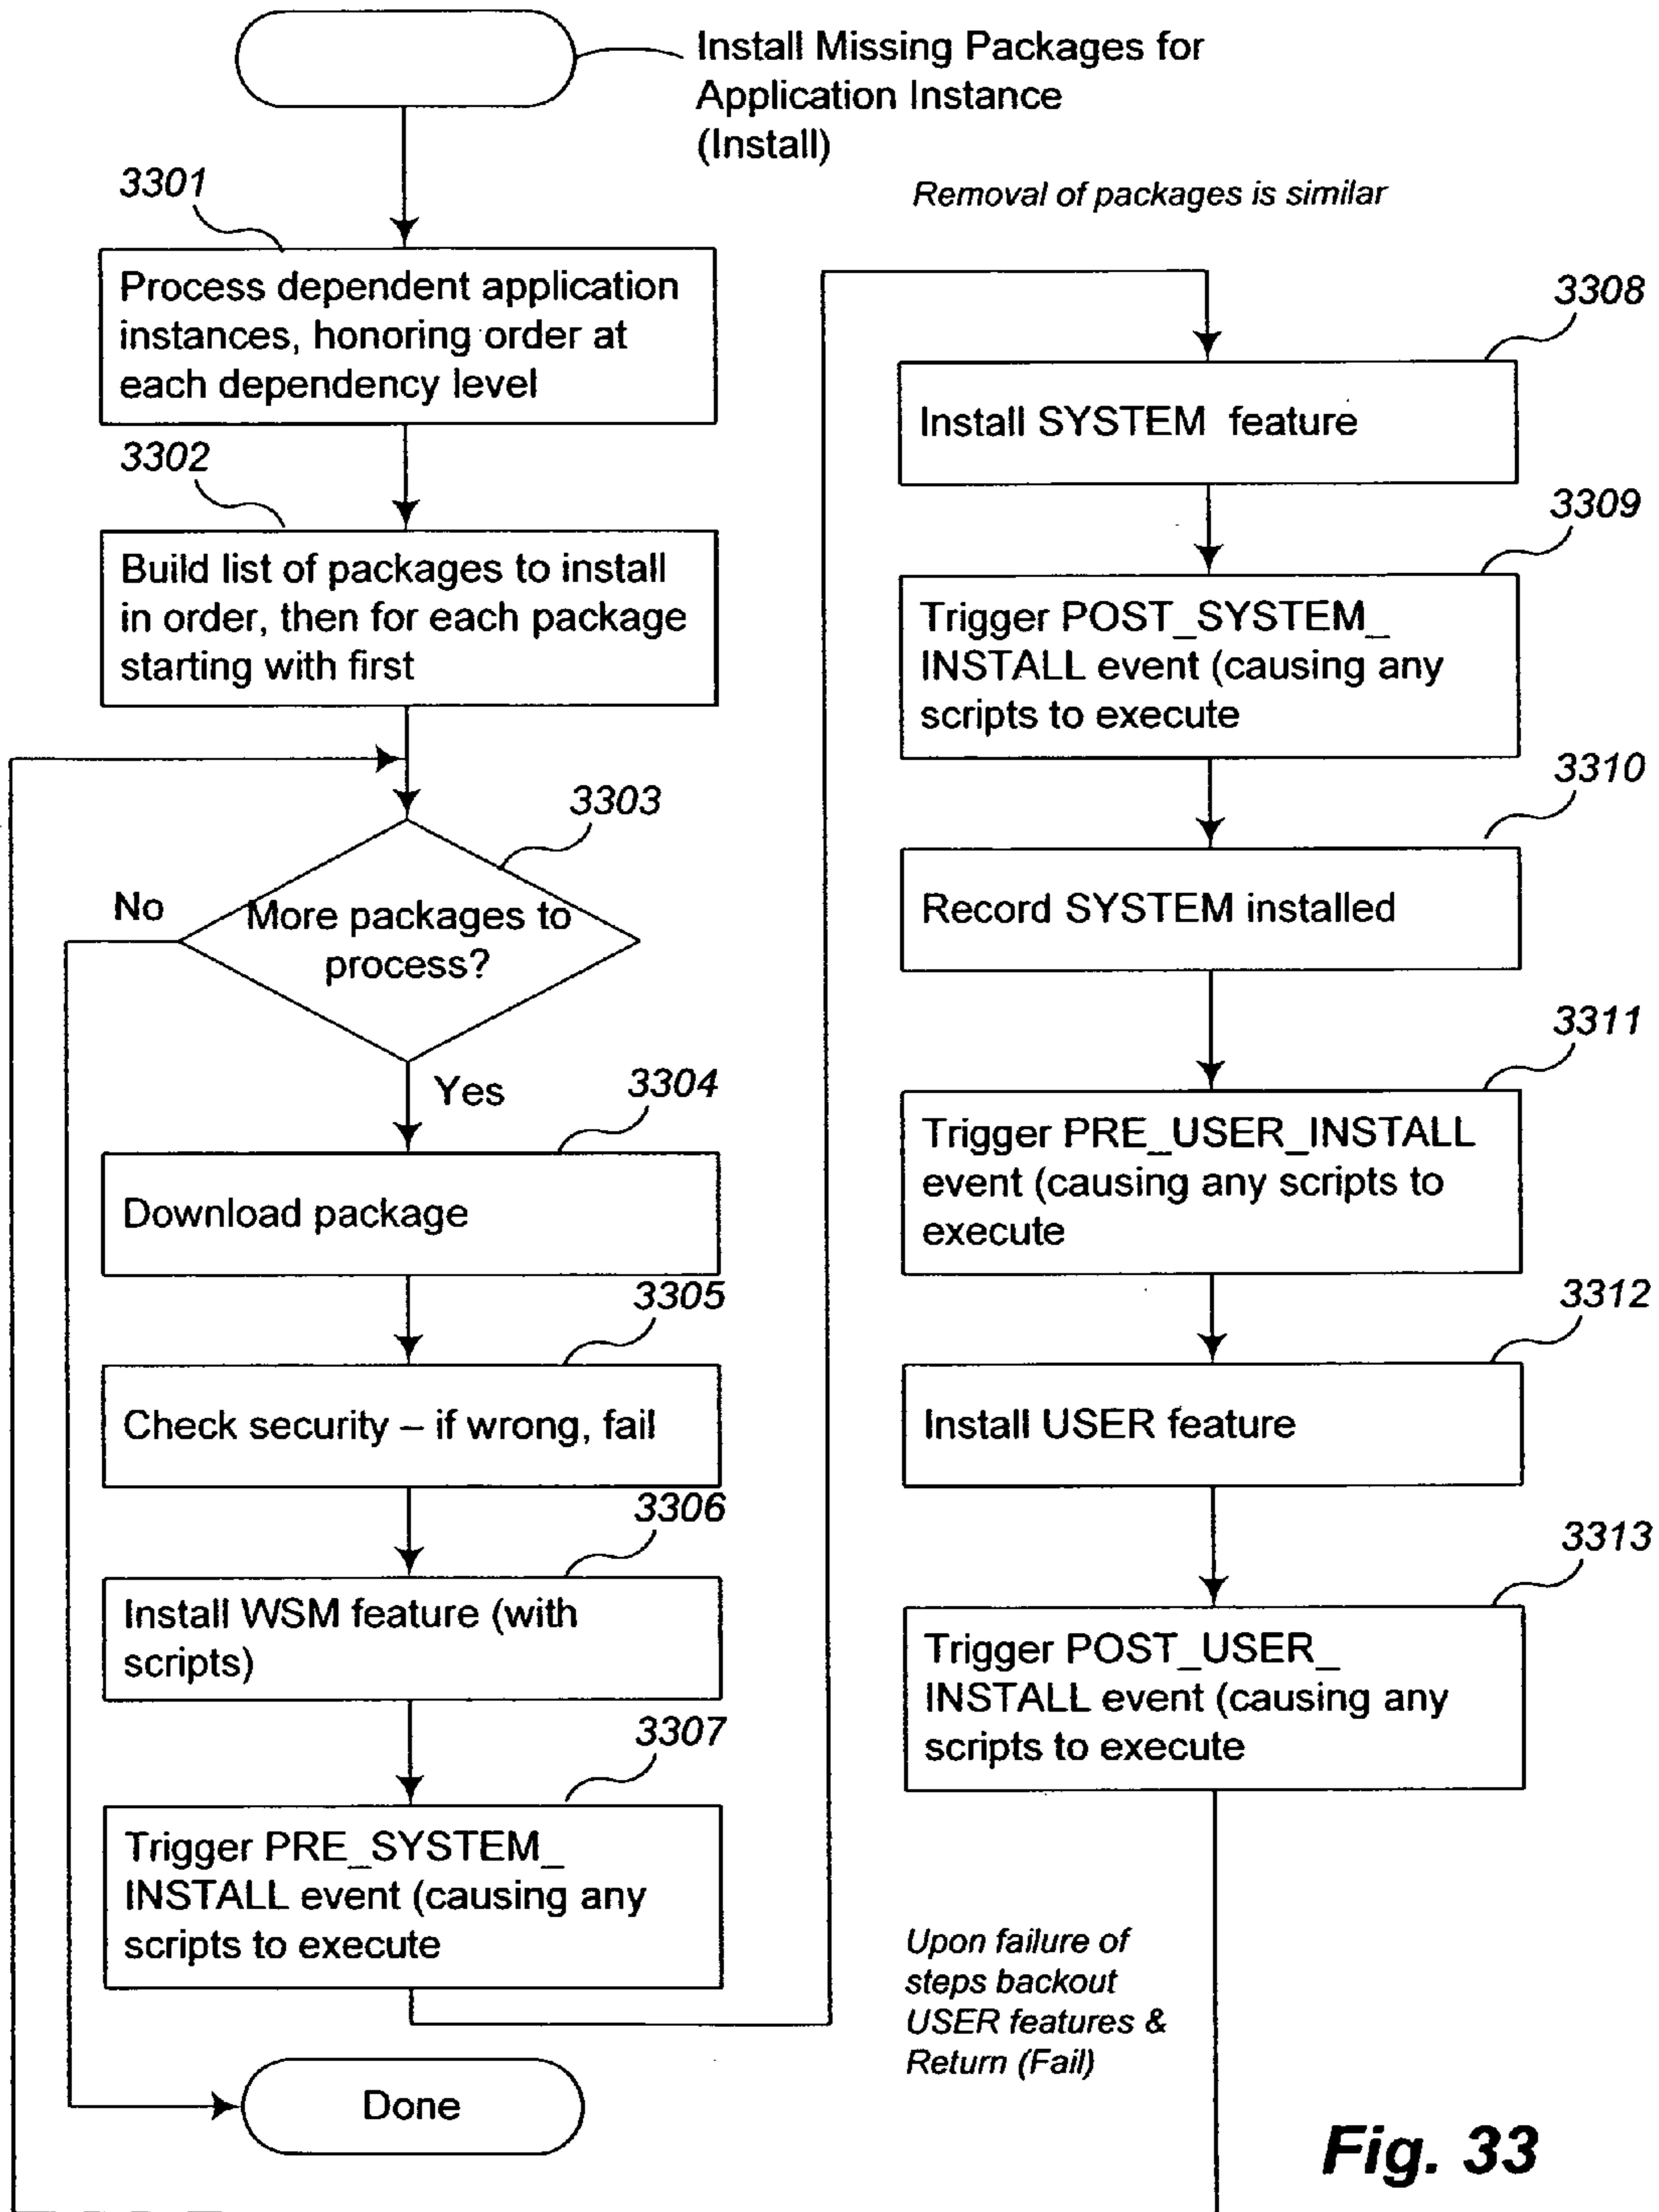 Install Missing Packages for
Application Instance
(Install)
3301
Process dependent application
instances, honoring order at
each dependency level
3302
Build list of packages to install
in order, then for each package
starting with first
3303
More packages to
process?
No
Yes
3304
Download package
3305
Check security – if wrong, fail
3306
Install WSM feature (with
scripts)
3307
Trigger PRE_SYSTEM_
INSTALL event (causing any
scripts to execute
Done
Removal of packages is similar
3308
Install SYSTEM feature
3309
Trigger POST_SYSTEM_
INSTALL event (causing any
scripts to execute
3310
Record SYSTEM installed
3311
Trigger PRE_USER_INSTALL
event (causing any scripts to
execute
3312
Install USER feature
3313
Trigger POST_USER_
INSTALL event (causing any
scripts to execute
Upon failure of
steps backout
USER features &
Return (Fail)
Fig. 33